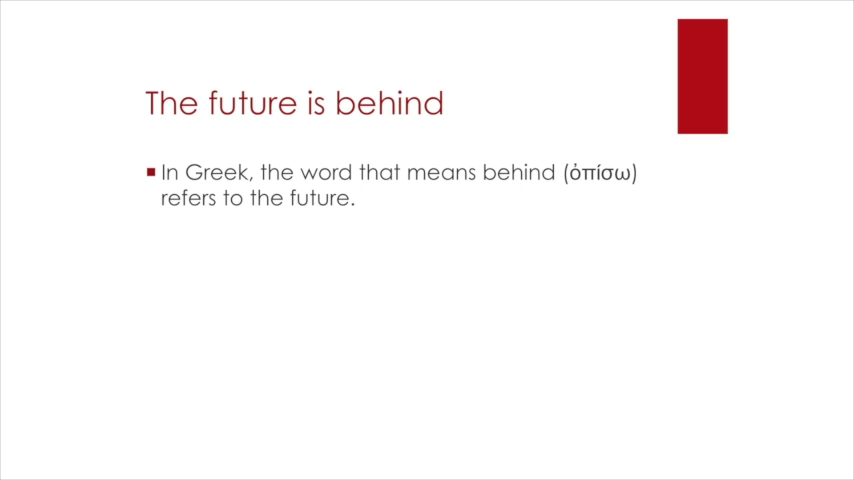 The future is behind
In Greek, the word that means behind (ὀπίσω)
refers to the future.